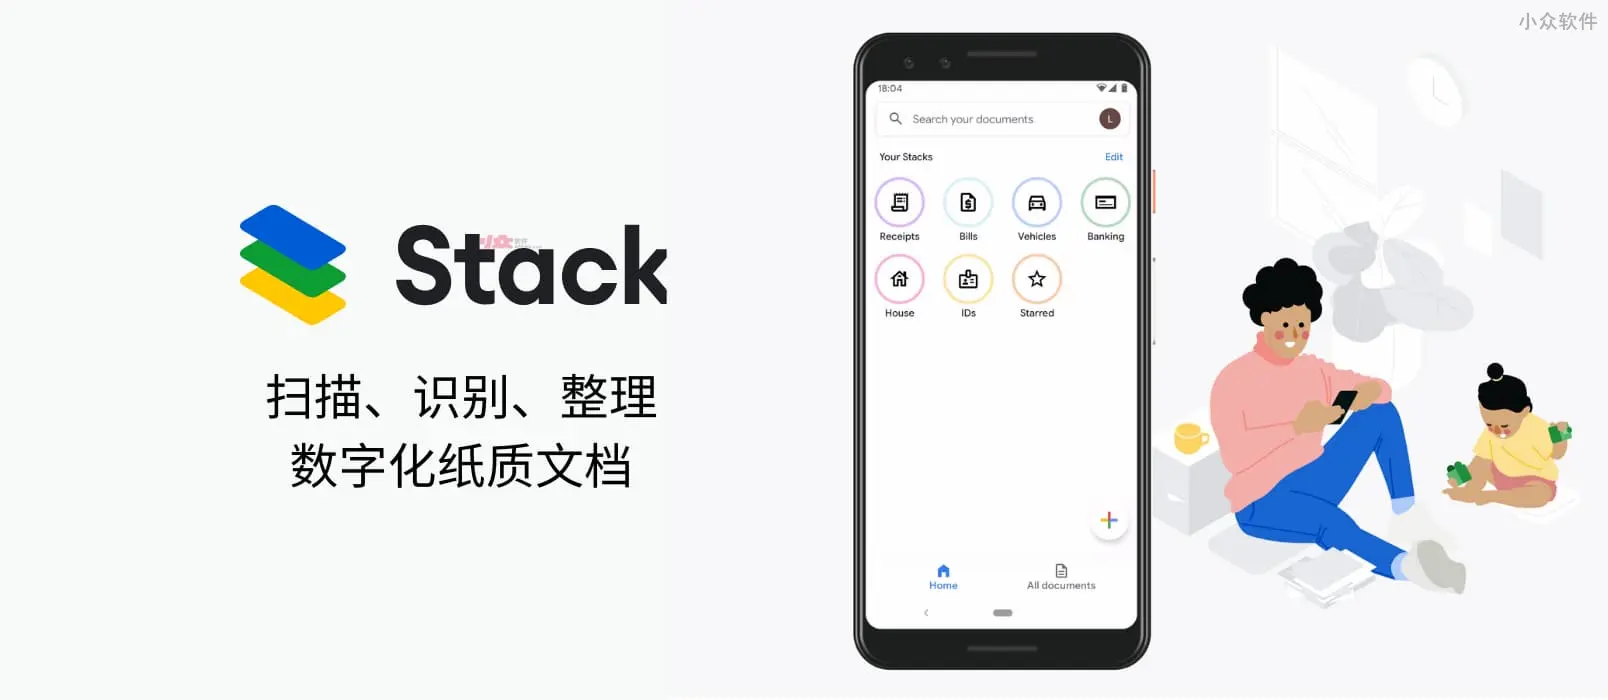 小众软件
Stack
扫描、识别、整理
数字化纸质文档
18:04
Search your documents
L
Your Stacks
Edit
Receipts
Bills
Vehicles
Banking
House
IDs
Starred
Home
All documents